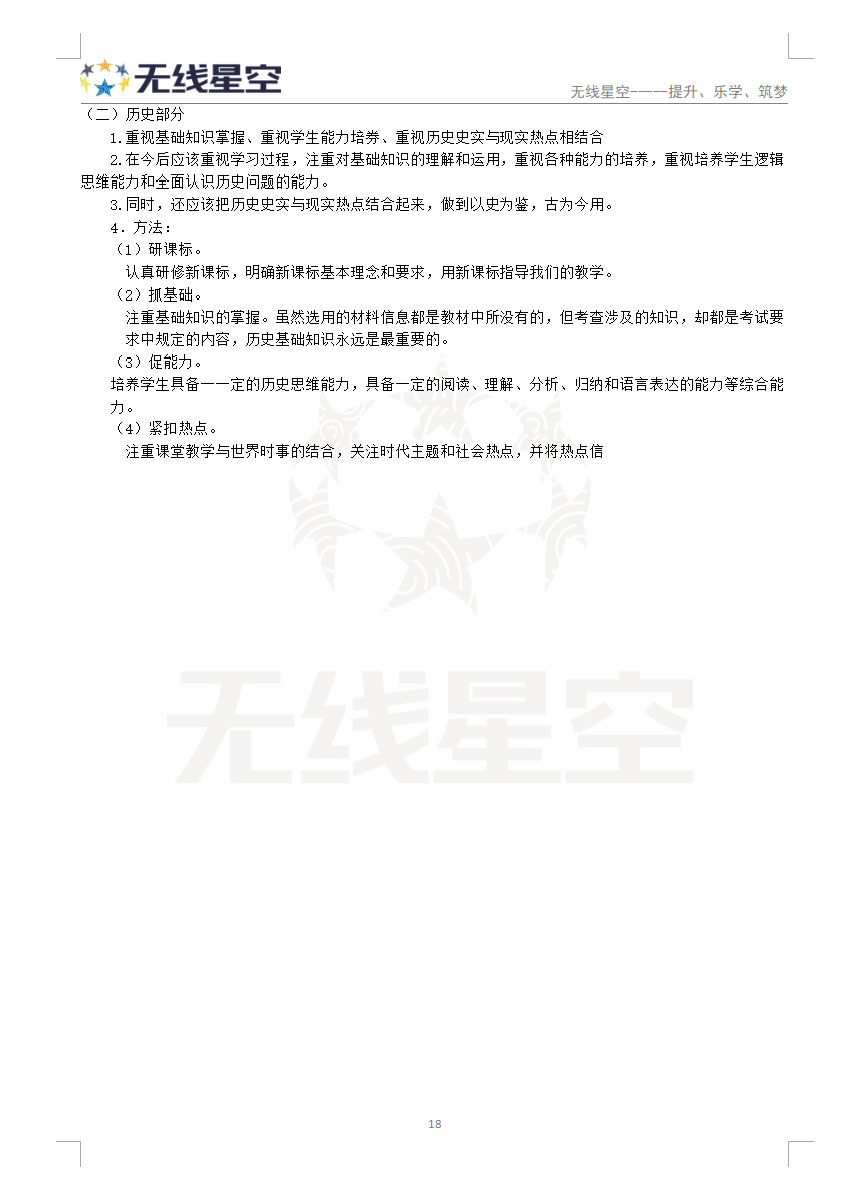 无线星空
无线星空-——提升、乐学、筑梦
（二）历史部分
1.重视基础知识掌握、重视学生能力培券、重视历史史实与现实热点相结合
2.在今后应该重视学习过程，注重对基础知识的理解和运用，重视各种能力的培养，重视培养学生逻辑
思维能力和全面认识历史问题的能力。
3.同时，还应该把历史史实与现实热点结合起来，做到以史为鉴，古为今用。
4．方法：
（1）研课标。
认真研修新课标，明确新课标基本理念和要求，用新课标指导我们的教学。
（2）抓基础。
注重基础知识的掌握。虽然选用的材料信息都是教材中所没有的，但考查涉及的知识，却都是考试要
求中规定的内容，历史基础知识永远是最重要的。
（3）促能力。
培养学生具备一一定的历史思维能力，具备一定的阅读、理解、分析、归纳和语言表达的能力等综合能
力。
（4）紧扣热点。
注重课堂教学与世界时事的结合，关注时代主题和社会热点，并将热点信
无线星空
18